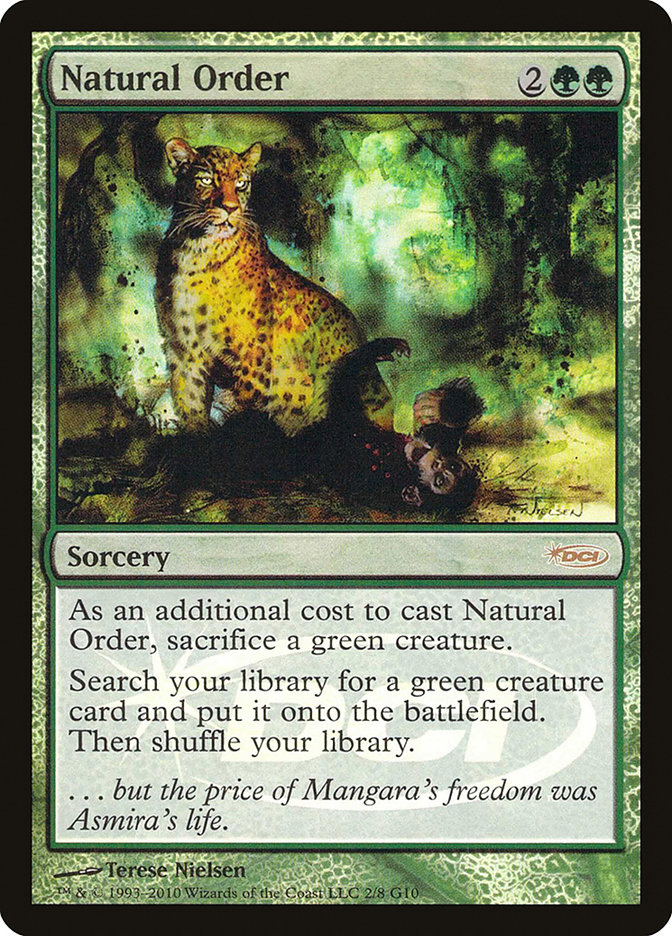 Natural Order 2
NIELSEN
Sorcery DCI
As an additional cost to cast Natural
Order, sacrifice a green creature.
Search your library for a green creature
card and put it onto the battlefield.
Then shuffle your library.
. . . but the price of Mangara's freedom was
Asmira's life.
Terese Nielsen
™ & © 1993–2010 Wizards of the Coast LLC 2/8 G10